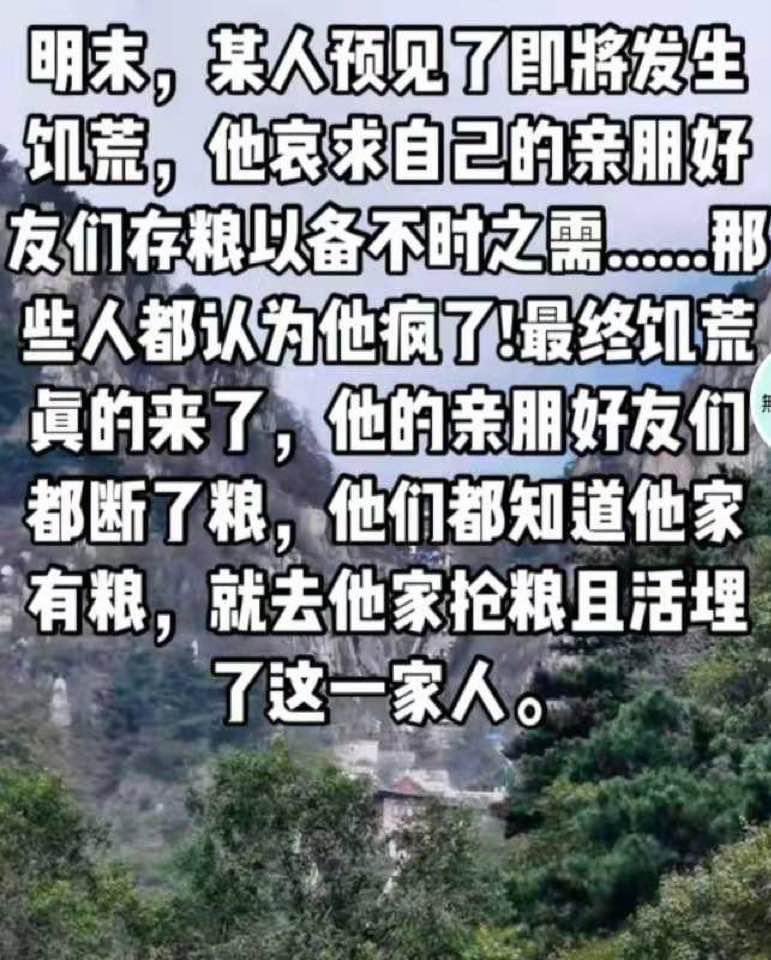 明末，某人预见了即將发生
饥荒，他哀求自己的亲朋好
友们存粮以备不时之需......那
些人都认为他疯了!最终饥荒
眞的来了，他的亲朋好友们
都断了粮，他们都知道他家
有粮，就去他家抢粮且活埋
了这一家人。